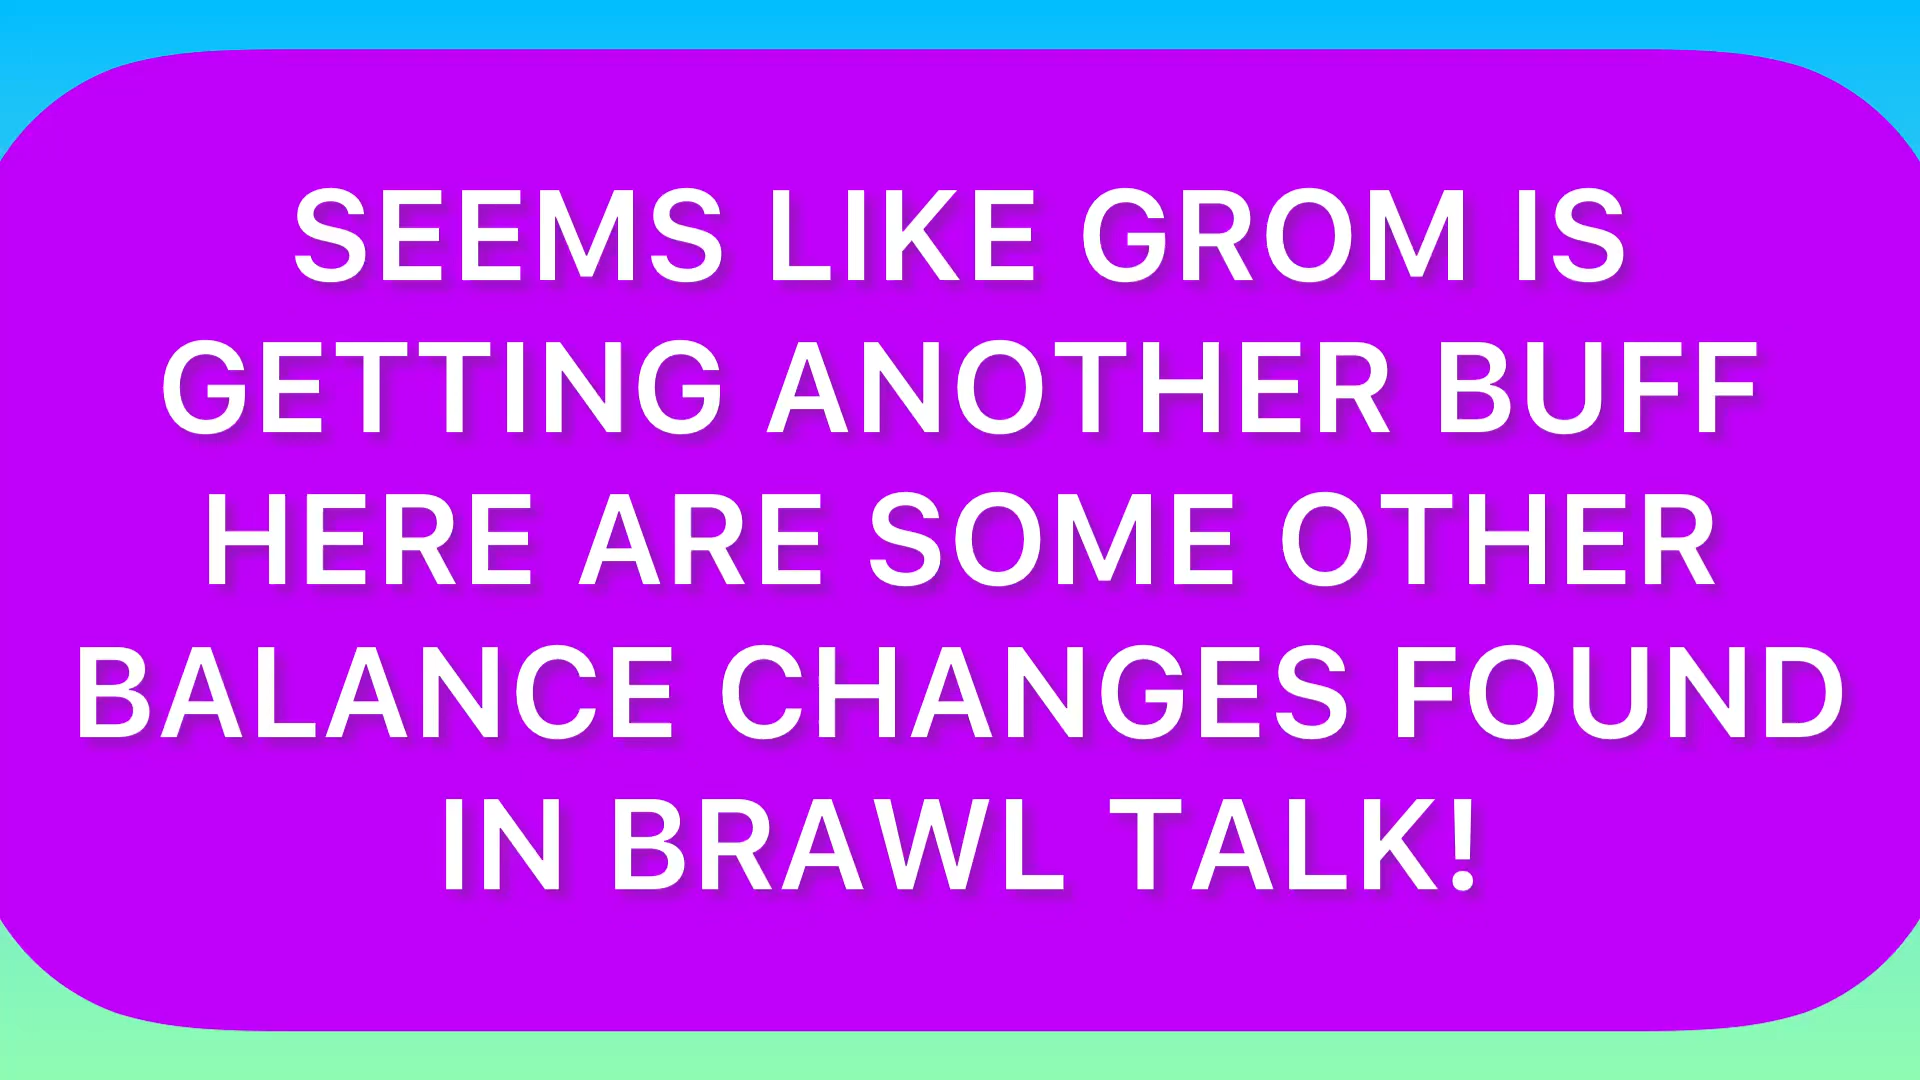 SEEMS LIKE GROM IS
GETTING ANOTHER BUFF
HERE ARE SOME OTHER
BALANCE CHANGES FOUND
IN BRAWL TALK!